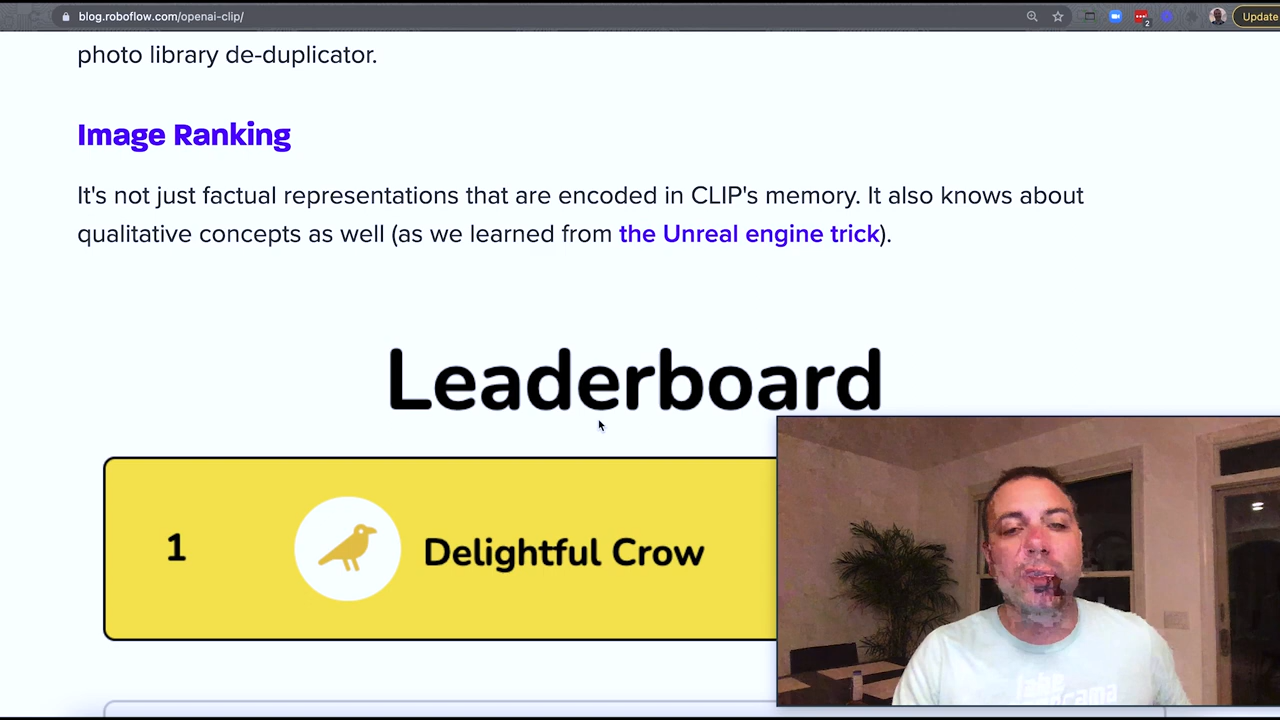 blog.roboflow.com/openai-clip/
2
Update
photo library de-duplicator.
Image Ranking
It's not just factual representations that are encoded in CLIP's memory. It also knows about
qualitative concepts as well (as we learned from the Unreal engine trick).
Leaderboard
1
Delightful Crow